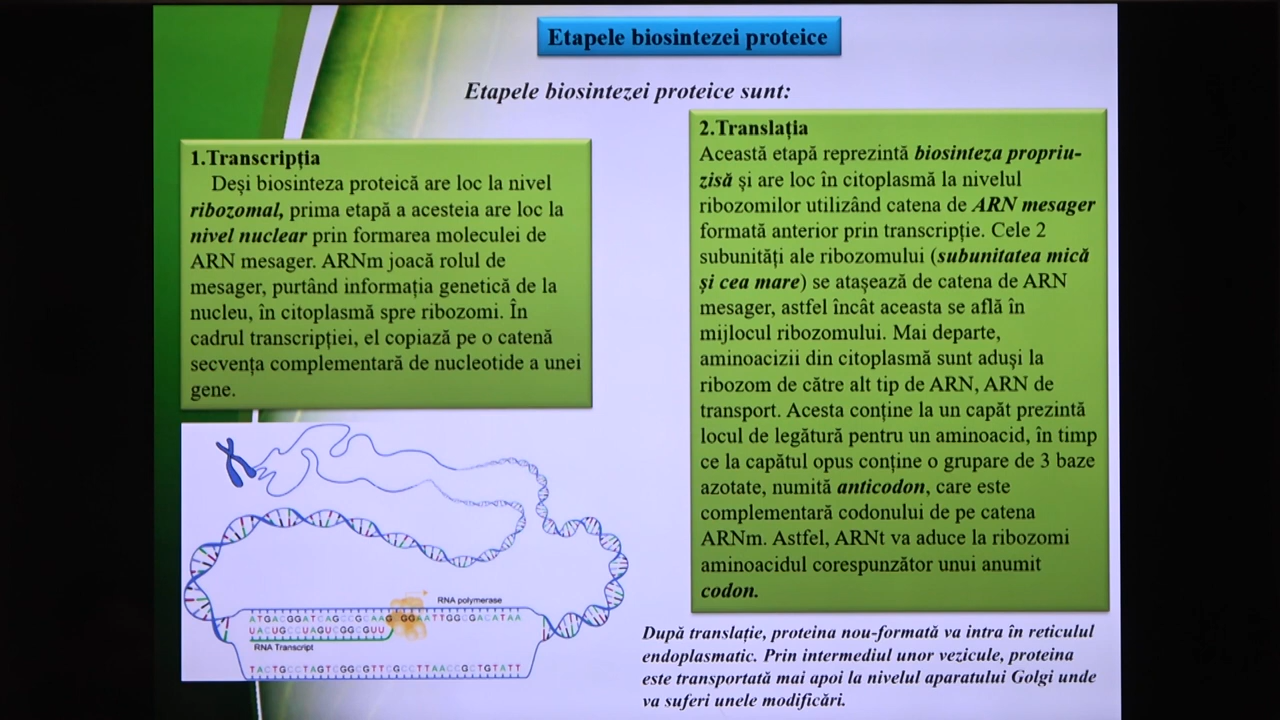 Etapele biosintezei proteice
Etapele biosintezei proteice sunt:
1.Transcripția
Deși biosinteza proteică are loc la nivel
ribozomal, prima etapă a acesteia are loc la
nivel nuclear prin formarea moleculei de
ARN mesager. ARNm joacă rolul de
mesager, purtând informația genetică de la
nucleu, în citoplasmă spre ribozomi. În
cadrul transcripției, el copiază pe o catenă
secvența complementară de nucleotide a unei
gene.
2.Translația
Această etapă reprezintă biosinteza propriu-
zisă și are loc în citoplasmă la nivelul
ribozomilor utilizând catena de ARN mesager
formată anterior prin transcripție. Cele 2
subunități ale ribozomului (subunitatea mică
și cea mare) se atașează de catena de ARN
mesager, astfel încât aceasta se află în
mijlocul ribozomului. Mai departe,
aminoacizii din citoplasmă sunt aduși la
ribozom de către alt tip de ARN, ARN de
transport. Acesta conține la un capăt prezintă
locul de legătură pentru un aminoacid, în timp
ce la capătul opus conține o grupare de 3 baze
azotate, numită anticodon, care este
complementară codonului de pe catena
ARNm. Astfel, ARNt va aduce la ribozomi
aminoacidul corespunzător unui anumit
codon.
RNA polymerase
ATGACGGATCAGCCGCAAG GGAATTGGCGACATAA
UACUGCCUAGUCGGCGUU
RNA Transcript
TACTGCCTAGTCGGCGTTCGCCTTAACCGCTGTATT
După translație, proteina nou-formată va intra în reticulul
endoplasmatic. Prin intermediul unor vezicule, proteina
este transportată mai apoi la nivelul aparatului Golgi unde
va suferi unele modificări.